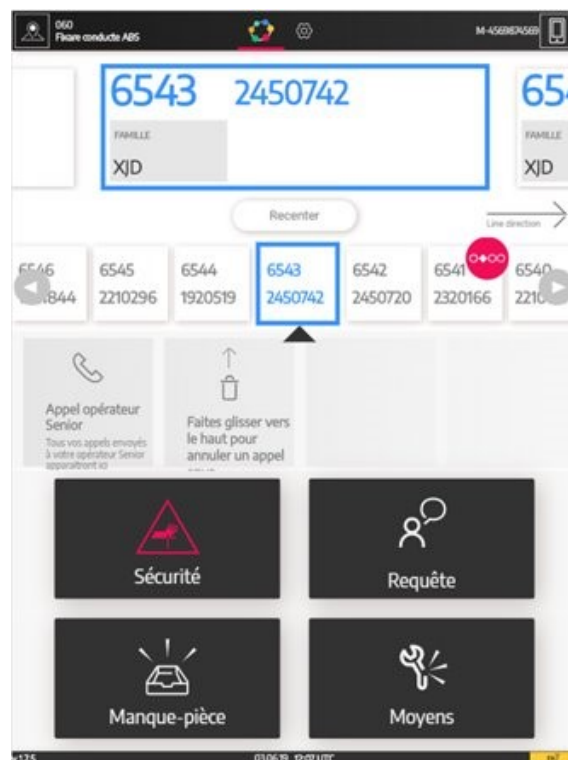 060
Fixare conducte ABS
M-4569874569
6543 2450742
FAMILLE
XJD
FAMILLE
XJD
Recenter
Line direction
6546 6545 6544 6543 6542 6541 6540
2210296 1920519 2450742 2450720 2320166
Appel opérateur
Senior
Tous vos appels envoyés
à votre opérateur Senior
apparaîtront ici
Faites glisser vers
le haut pour
annuler un appel
Sécurité
Requête
Manque-pièce
Moyens